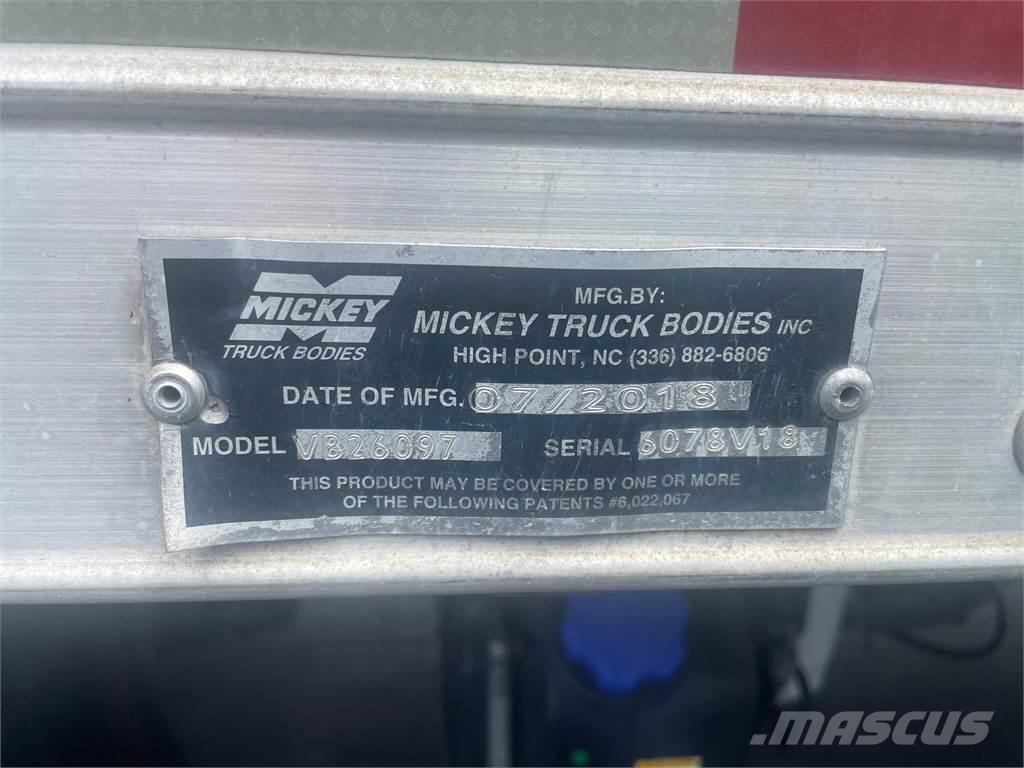 MICKEY
TRUCK BODIES
MFG.BY:
MICKEY TRUCK BODIES INC
HIGH POINT, NC (336) 882-6806
DATE OF MFG. 07/2018
MODEL VB26097 SERIAL 6078V18
THIS PRODUCT MAY BE COVERED BY ONE OR MORE
OF THE FOLLOWING PATENTS #6,022,067
MASCUS